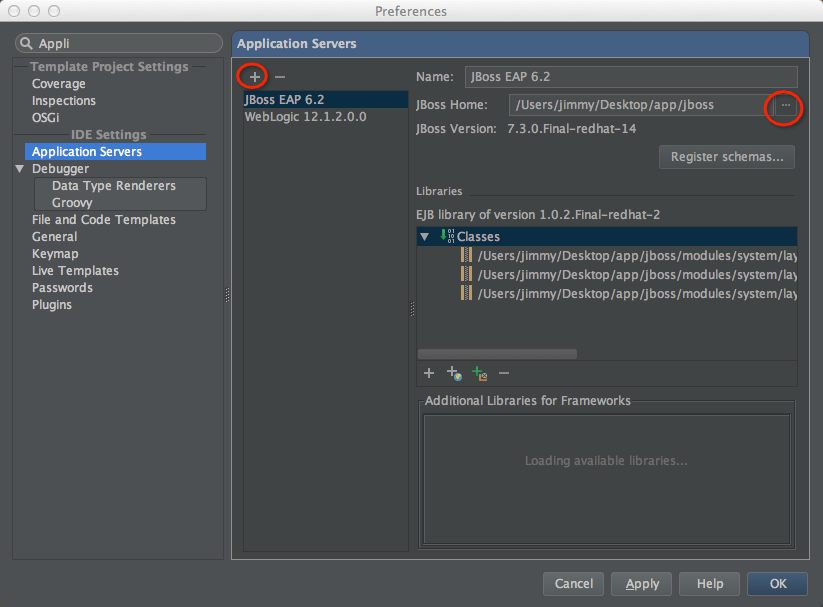 Preferences
Appli
Template Project Settings
Coverage
Inspections
OSGi
IDE Settings
Application Servers
Debugger
Data Type Renderers
Groovy
File and Code Templates
General
Keymap
Live Templates
Passwords
Plugins
Application Servers
JBoss EAP 6.2
WebLogic 12.1.2.0.0
Name: JBoss EAP 6.2
JBoss Home: /Users/jimmy/Desktop/app/jboss ...
JBoss Version: 7.3.0.Final-redhat-14
Register schemas...
Libraries
EJB library of version 1.0.2.Final-redhat-2
Classes
/Users/jimmy/Desktop/app/jboss/modules/system/lay
/Users/jimmy/Desktop/app/jboss/modules/system/lay
/Users/jimmy/Desktop/app/jboss/modules/system/lay
Additional Libraries for Frameworks
Loading available libraries...
Cancel Apply Help OK